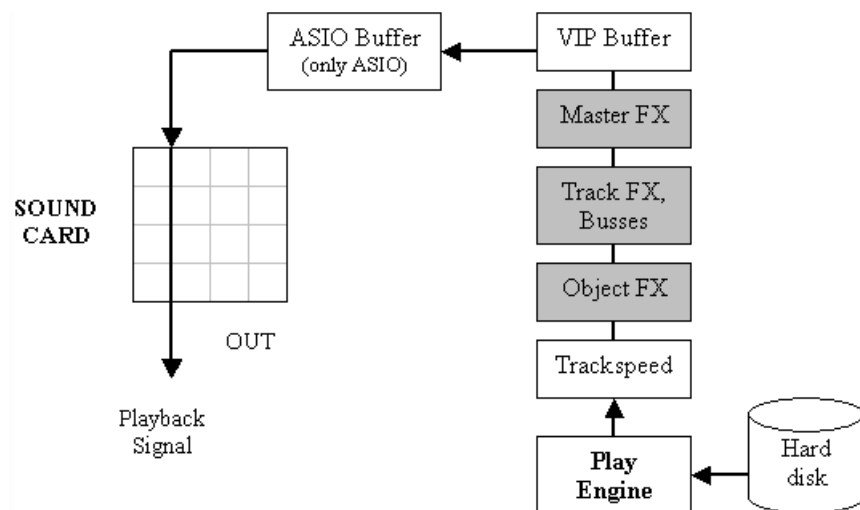 ASIO Buffer
(only ASIO)
VIP Buffer
Master FX
Track FX,
Busses
Object FX
Trackspeed
Play
Engine
Hard
disk
SOUND
CARD
OUT
Playback
Signal